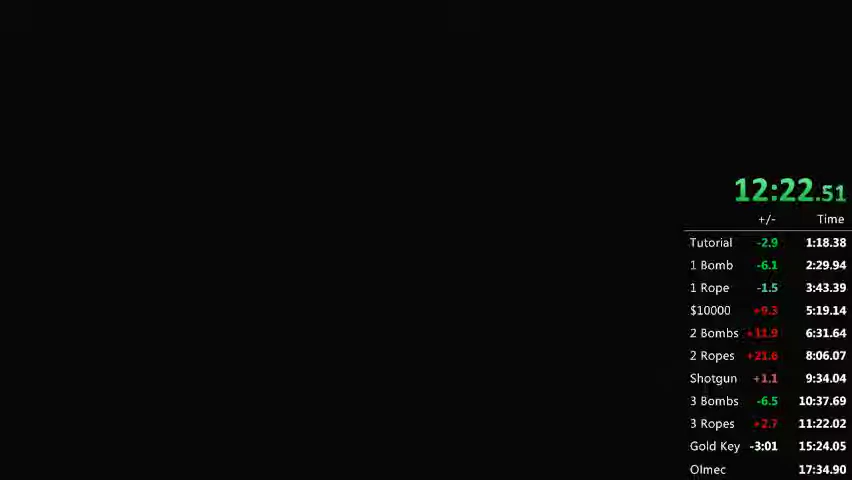 12:22.51
+/- Time
Tutorial -2.9 1:18.38
1 Bomb -6.1 2:29.94
1 Rope -1.5 3:43.39
$10000 +9.3 5:19.14
2 Bombs +11.9 6:31.64
2 Ropes +21.6 8:06.07
Shotgun +1.1 9:34.04
3 Bombs -6.5 10:37.69
3 Ropes +2.7 11:22.02
Gold Key -3:01 15:24.05
Olmec 17:34.90